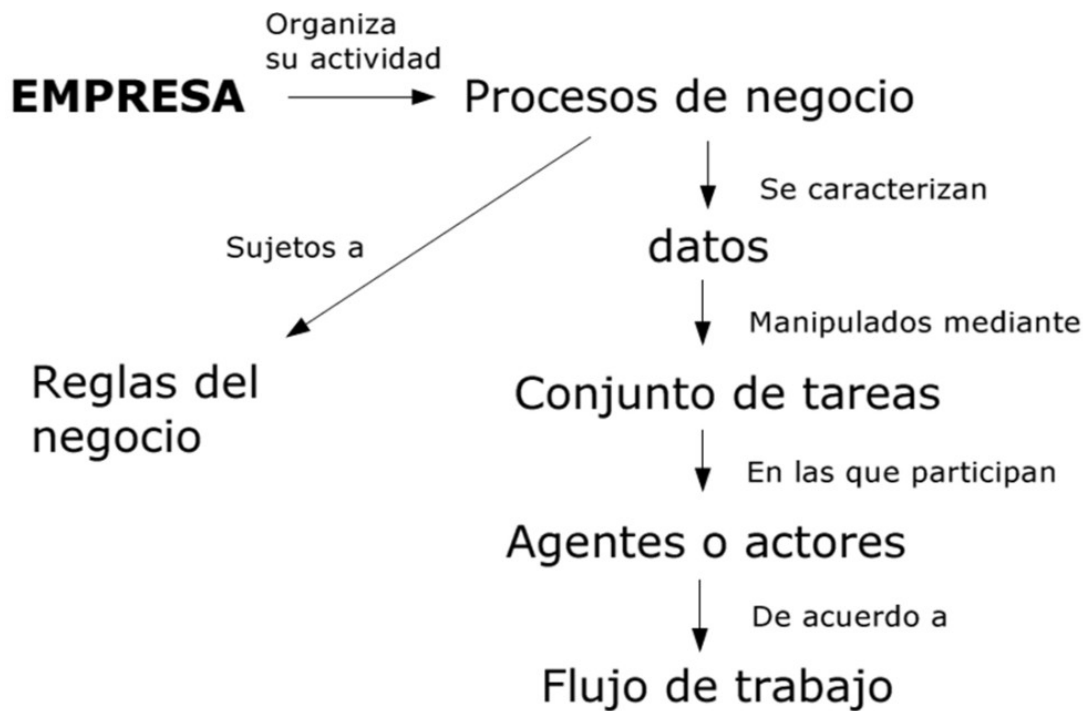 Organiza
su actividad
EMPRESA
Procesos de negocio
Se caracterizan
Sujetos a
datos
Manipulados mediante
Reglas del
negocio
Conjunto de tareas
En las que participan
Agentes o actores
De acuerdo a
Flujo de trabajo